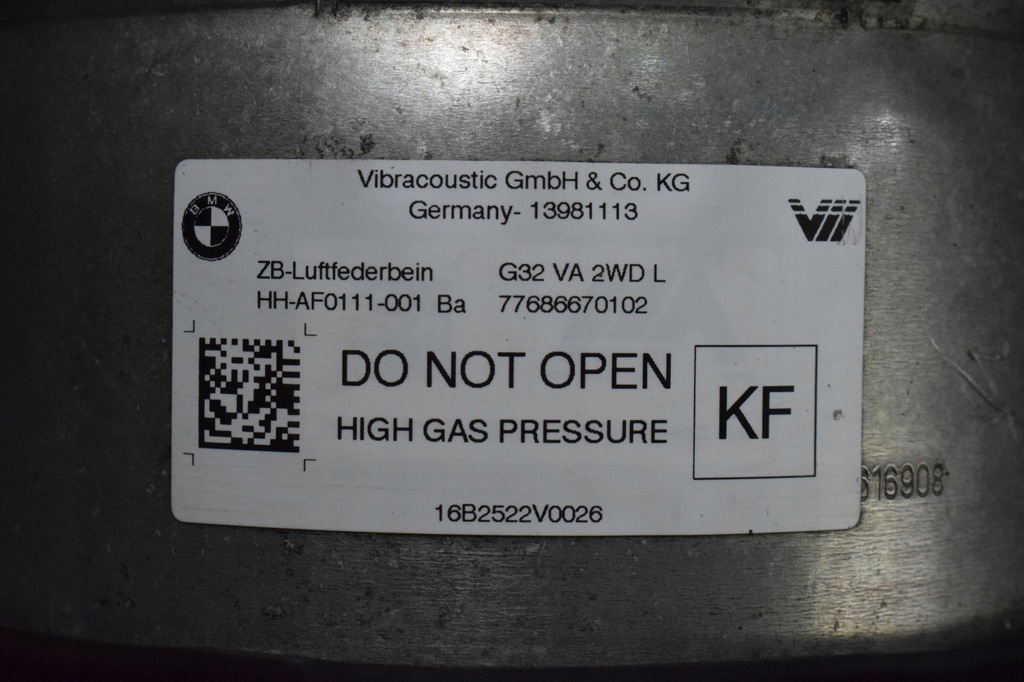 Vibracoustic GmbH & Co. KG
Germany- 13981113
BMW
ZB-Luftfederbein G32 VA 2WD L
HH-AF0111-001 Ba 77686670102
DO NOT OPEN
HIGH GAS PRESSURE
KF
16B2522V0026
616908